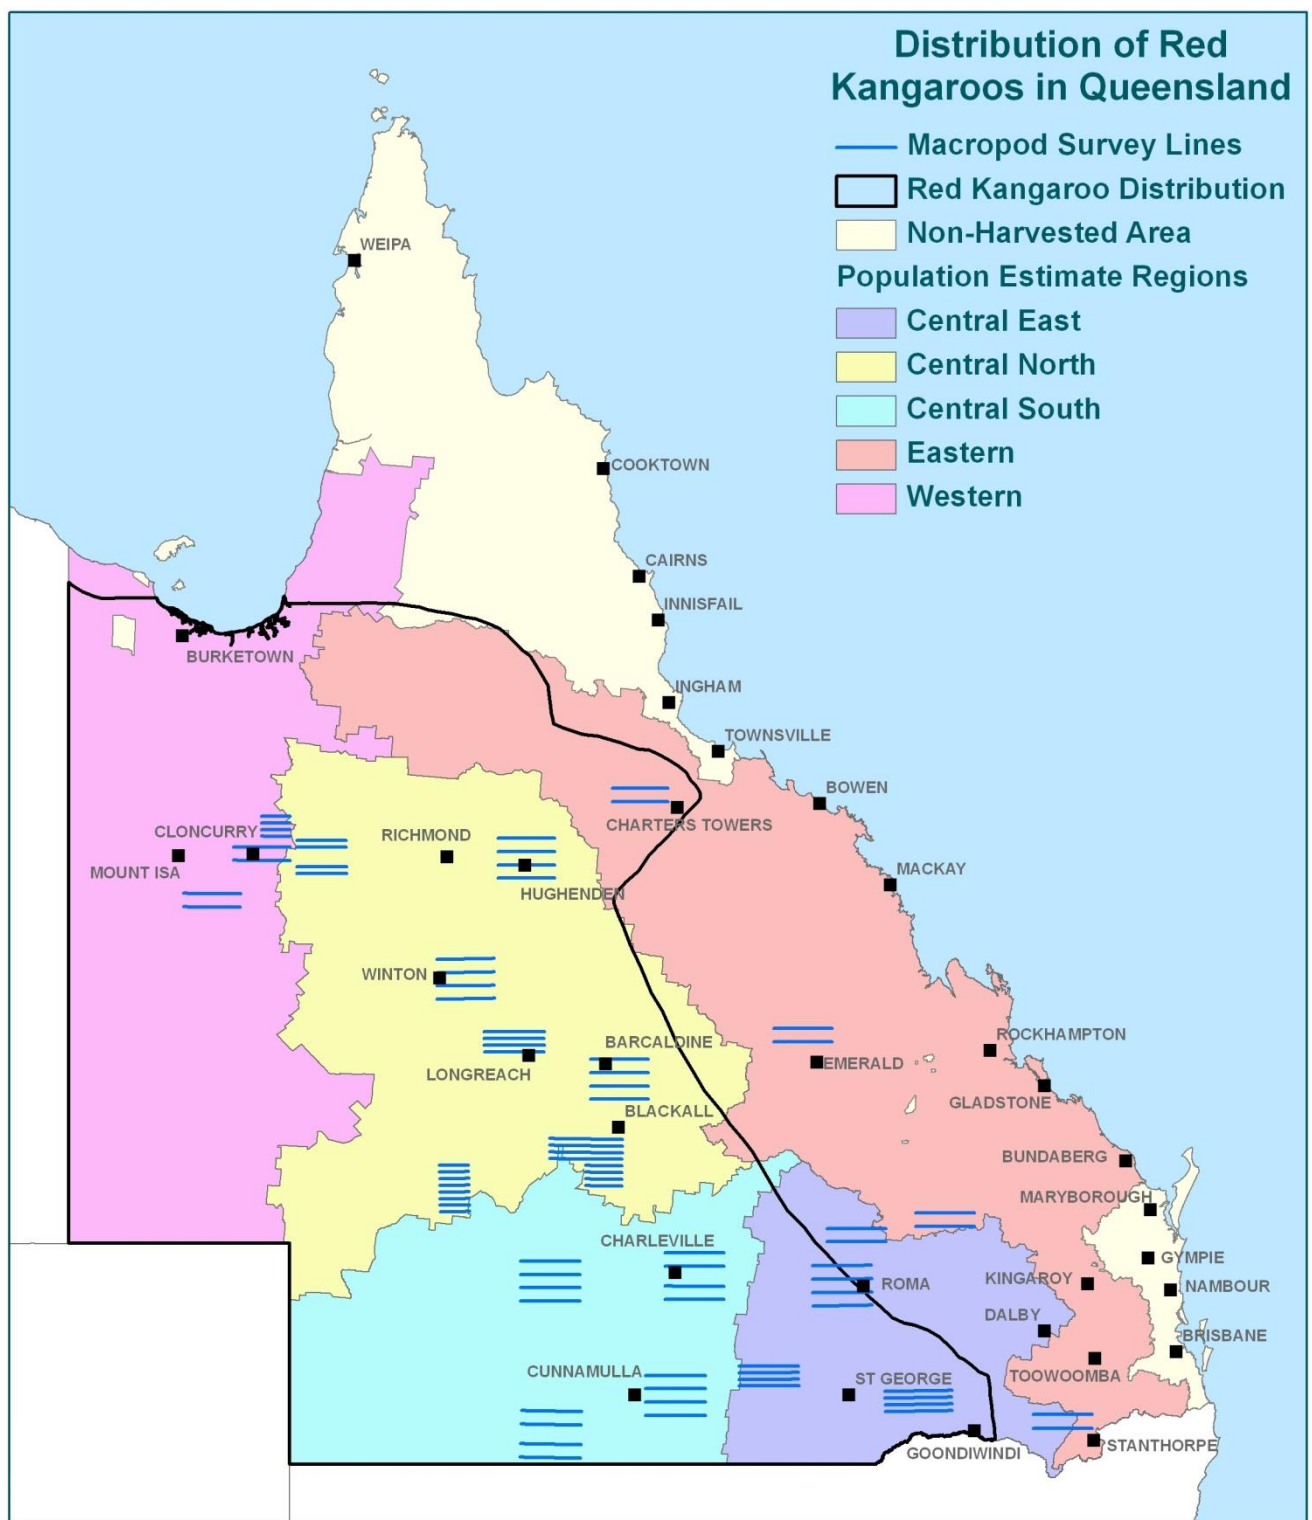 Distribution of Red
Kangaroos in Queensland
Macropod Survey Lines
Red Kangaroo Distribution
Non-Harvested Area
Population Estimate Regions
Central East
Central North
Central South
Eastern
Western
WEIPA
COOKTOWN
CAIRNS
INNISFAIL
BURKETOWN
INGHAM
TOWNSVILLE
BOWEN
CHARTERS TOWERS
CLONCURRY
RICHMOND
MOUNT ISA
MACKAY
HUGHENDEN
WINTON
ROCKHAMPTON
BARCALDINE
EMERALD
LONGREACH
GLADSTONE
BLACKALL
BUNDABERG
MARYBOROUGH
CHARLEVILLE
GYMPIE
KINGAROY
ROMA
NAMBOUR
DALBY
BRISBANE
CUNNAMULLA
ST GEORGE
TOOWOOMBA
GOONDIWINDI
STANTHORPE